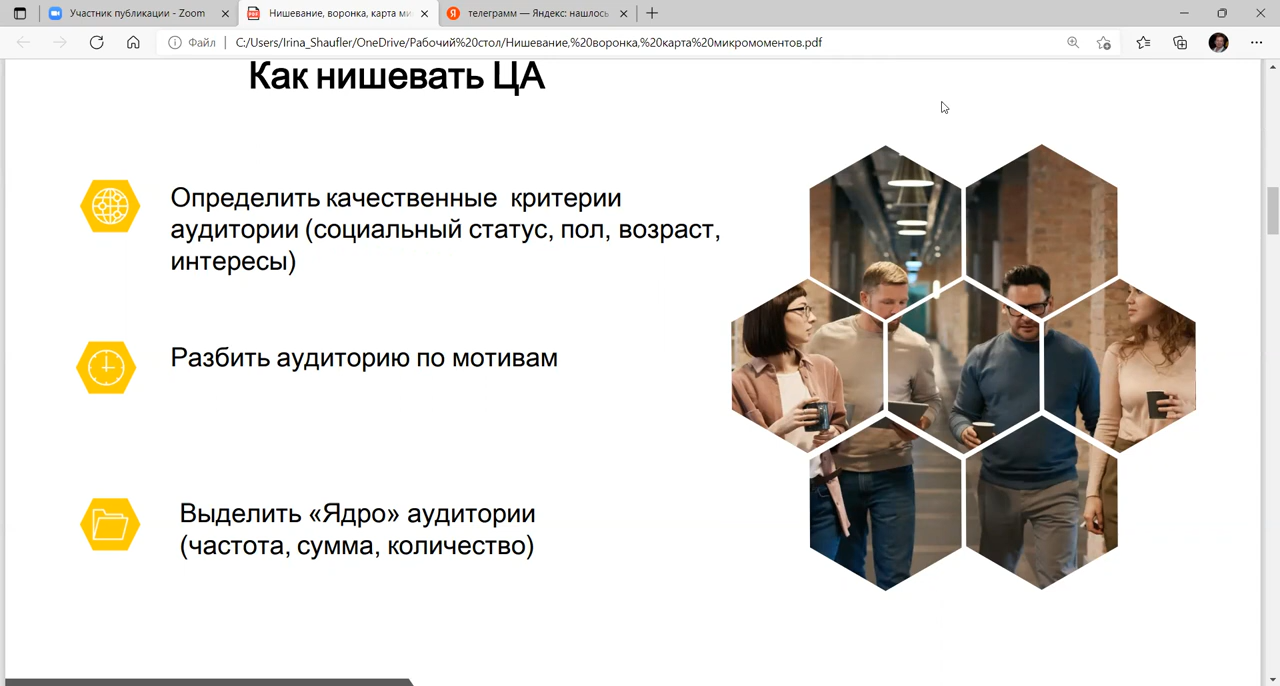 Участник публикации - Zoom
Нишевание, воронка, карта ми
телеграмм — Яндекс: нашлось
Файл
C:/Users/Irina_Shaufler/OneDrive/Рабочий%20стол/Нишевание,%20воронка,%20карта%20микромоментов.pdf
Как нишевать ЦА
Определить качественные критерии
аудитории (социальный статус, пол, возраст,
интересы)
Разбить аудиторию по мотивам
Выделить «Ядро» аудитории
(частота, сумма, количество)